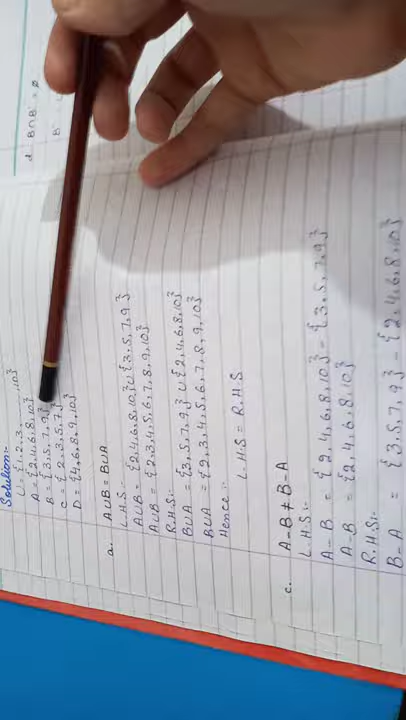 Solution:-
U = {1, 2, 3, ..., 10}
A = {2, 4, 6, 8, 10}
B = {3, 5, 7, 9}
C = {2, 3, 5, 7}
D = {4, 6, 8, 9, 10}
a. A∪B = B∪A
L.H.S:-
A∪B = {2, 4, 6, 8, 10} ∪ {3, 5, 7, 9}
A∪B = {2, 3, 4, 5, 6, 7, 8, 9, 10}
R.H.S:-
B∪A = {3, 5, 7, 9} ∪ {2, 4, 6, 8, 10}
B∪A = {2, 3, 4, 5, 6, 7, 8, 9, 10}
Hence:-
L.H.S = R.H.S
c. A-B ≠ B-A
L.H.S:-
A-B = {2, 4, 6, 8, 10} - {3, 5, 7, 9}
A-B = {2, 4, 6, 8, 10}
R.H.S:-
B-A = {3, 5, 7, 9} - {2, 4, 6, 8, 10}
d. B∩B' = ø
B'